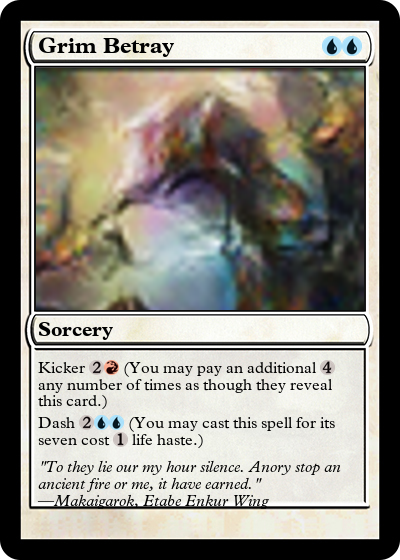 Grim Betray
Sorcery
Kicker 2 (You may pay an additional 4
any number of times as though they reveal
this card.)
Dash 2 (You may cast this spell for its
seven cost 1 life haste.)
"To they lie our my hour silence. Anory stop an
ancient fire or me, it have earned."
—Makaigarok, Etabe Enkur Wing